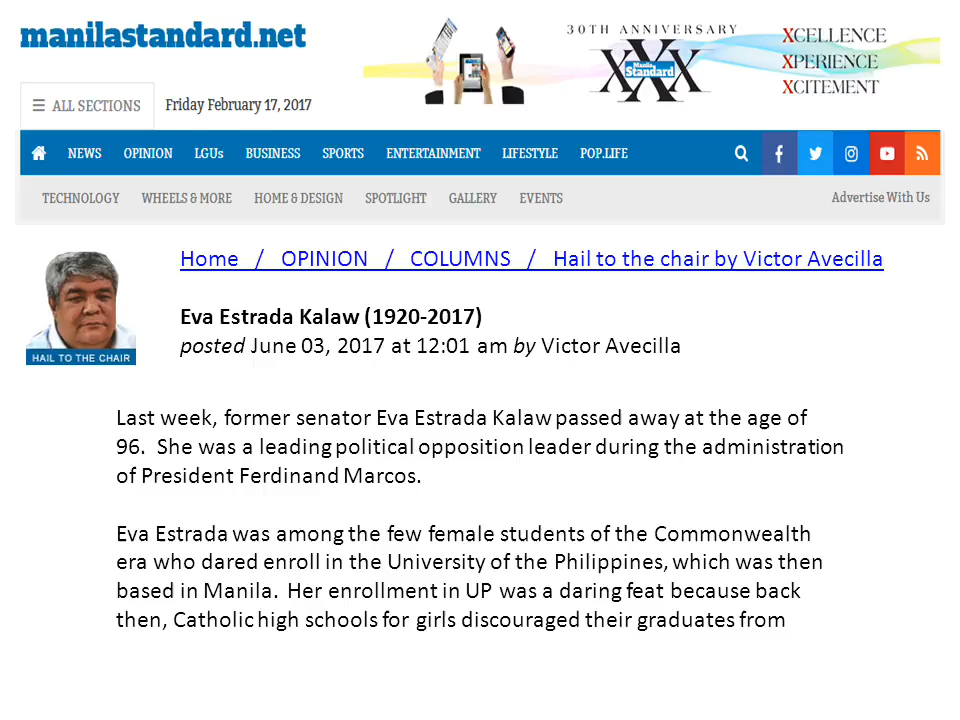 manilastandard.net
30TH ANNIVERSARY
XXX
Manila
Standard
XCELLENCE
XPERIENCE
XCITEMENT
☰ ALL SECTIONS Friday February 17, 2017
NEWS OPINION LGUs BUSINESS SPORTS ENTERTAINMENT LIFESTYLE POP.LIFE
TECHNOLOGY WHEELS & MORE HOME & DESIGN SPOTLIGHT GALLERY EVENTS Advertise With Us
Home / OPINION / COLUMNS / Hail to the chair by Victor Avecilla
HAIL TO THE CHAIR
Eva Estrada Kalaw (1920-2017)
posted June 03, 2017 at 12:01 am by Victor Avecilla
Last week, former senator Eva Estrada Kalaw passed away at the age of
96. She was a leading political opposition leader during the administration
of President Ferdinand Marcos.
Eva Estrada was among the few female students of the Commonwealth
era who dared enroll in the University of the Philippines, which was then
based in Manila. Her enrollment in UP was a daring feat because back
then, Catholic high schools for girls discouraged their graduates from